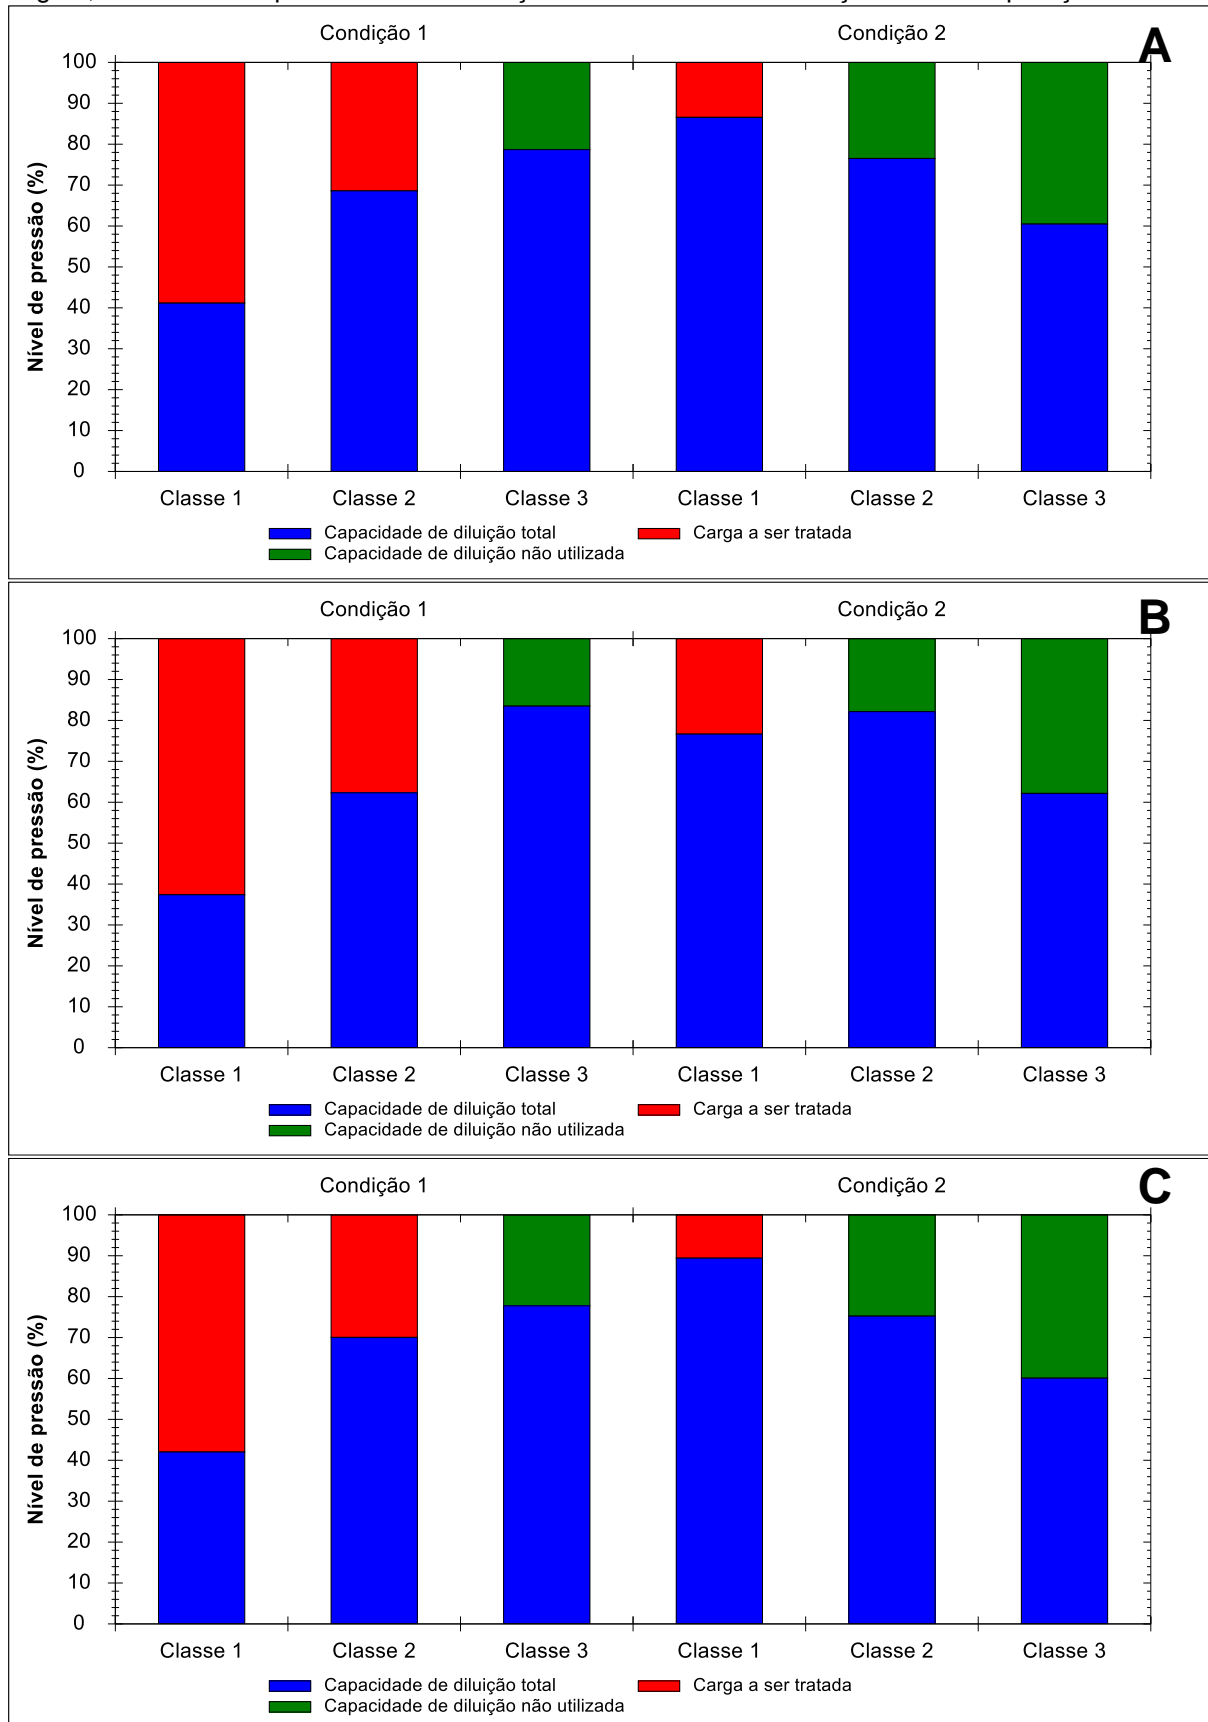 Condição 1 Condição 2 A
100
90
80
70
60
50
40
30
20
10
0
Nível de pressão (%)
Classe 1 Classe 2 Classe 3 Classe 1 Classe 2 Classe 3
Capacidade de diluição total Carga a ser tratada
Capacidade de diluição não utilizada
Condição 1 Condição 2 B
100
90
80
70
60
50
40
30
20
10
0
Nível de pressão (%)
Classe 1 Classe 2 Classe 3 Classe 1 Classe 2 Classe 3
Capacidade de diluição total Carga a ser tratada
Capacidade de diluição não utilizada
Condição 1 Condição 2 C
100
90
80
70
60
50
40
30
20
10
0
Nível de pressão (%)
Classe 1 Classe 2 Classe 3 Classe 1 Classe 2 Classe 3
Capacidade de diluição total Carga a ser tratada
Capacidade de diluição não utilizada